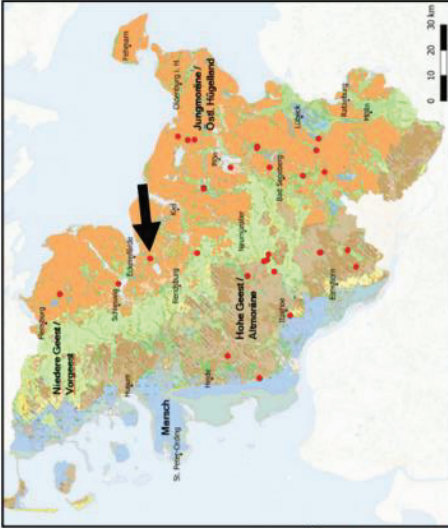 Flensburg
Niedere Geest /
Vorgeest
Schleswig
Eckernförde
Fehmarn
Husum
Oldenburg i. H.
Kiel
Rendsburg
Jungmoräne /
Östl. Hügelland
St. Peter-Ording
Marsch
Plön
Heide
Neumünster
Hohe Geest /
Altmoräne
Bad Segeberg
Itzehoe
Lübeck
Elmshorn
Ratzeburg
Mölln
0 10 20 30 km